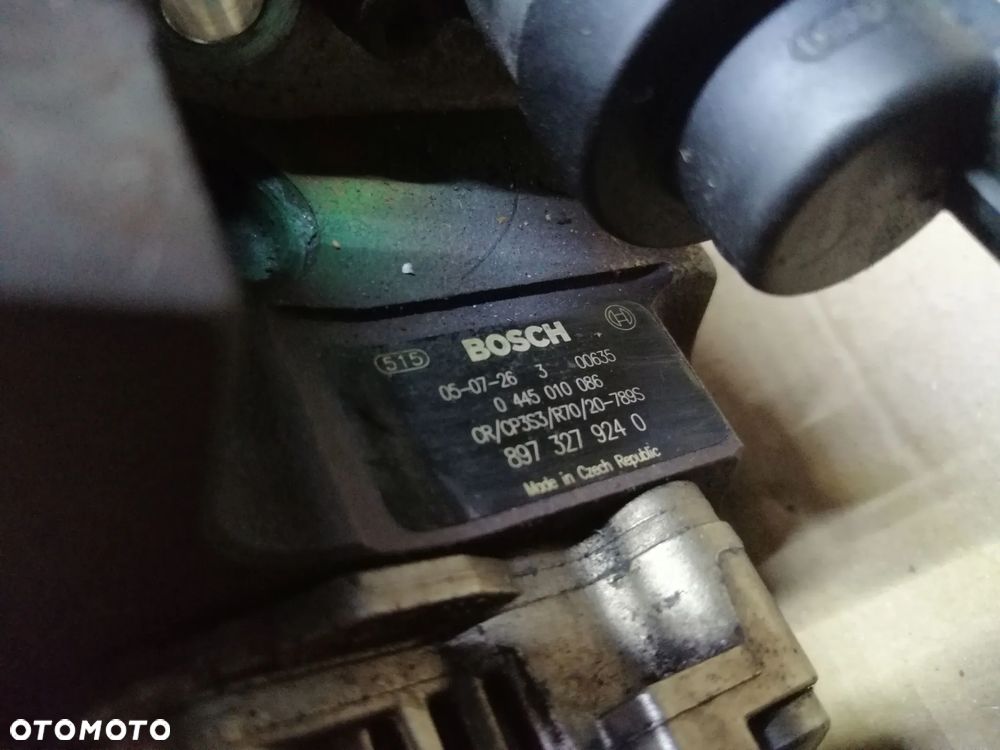 515 BOSCH
05-07-26 3 00635
0 445 010 086
CR/CP3S3/R70/20-789S
897 327 924 0
Made in Czech Republic
OTOMOTO